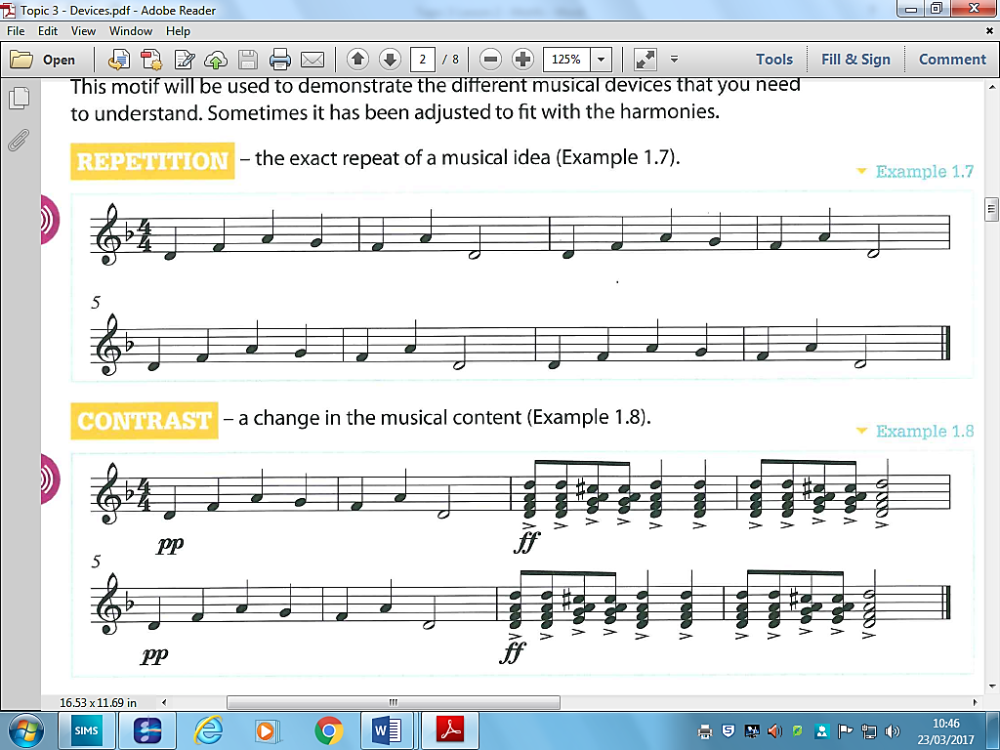 Topic 3 - Devices.pdf - Adobe Reader
File Edit View Window Help
Open 2 / 8 125% Tools Fill & Sign Comment
This motif will be used to demonstrate the different musical devices that you need
to understand. Sometimes it has been adjusted to fit with the harmonies.
REPETITION – the exact repeat of a musical idea (Example 1.7).
Example 1.7
4
4
5
CONTRAST – a change in the musical content (Example 1.8).
Example 1.8
4
4
pp ff
5
pp ff
16.53 x 11.69 in
SIMS
10:46
23/03/2017